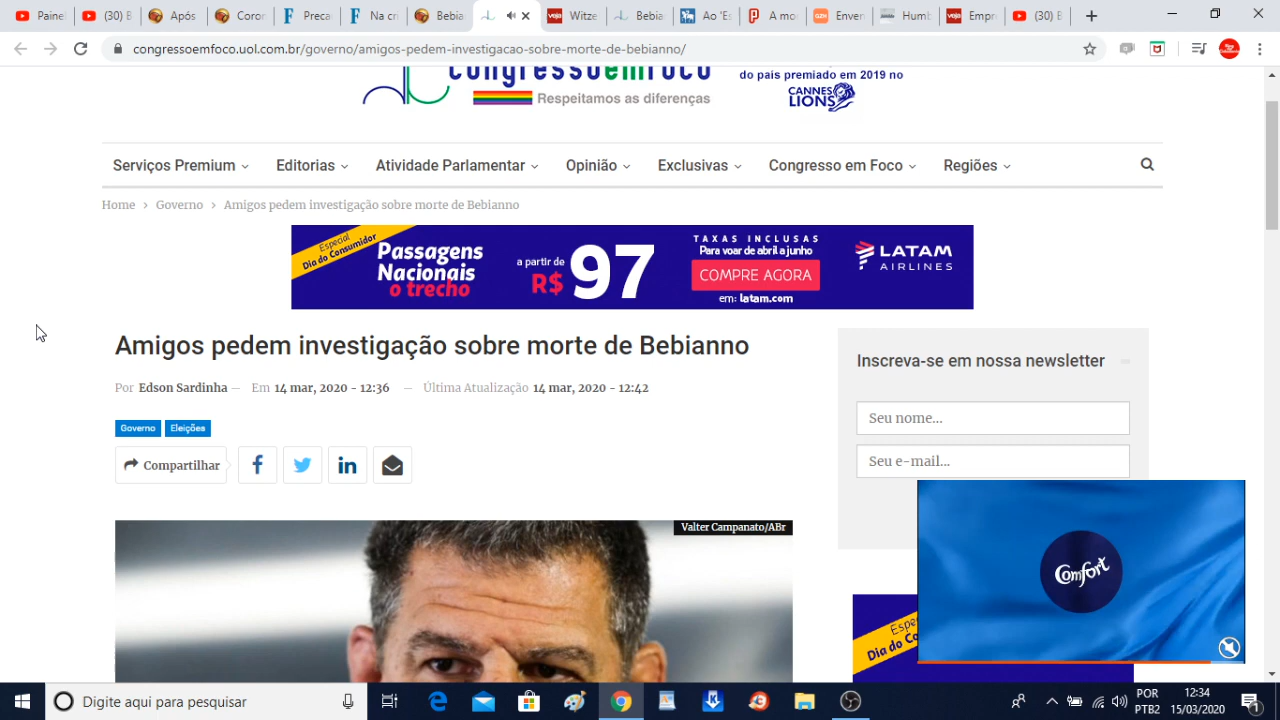 Paine
(30) B
Após
Coror
Preca
Na cri
Bebia
Witze
Bebia
Ao 'Es
A mo
Enver
Humb
Empr
(30) B
congressoemfoco.uol.com.br/governo/amigos-pedem-investigacao-sobre-morte-de-bebianno/
congressoemfoco
Respeitamos as diferenças
do país premiado em 2019 no
CANNES
LIONS
Serviços Premium
Editorias
Atividade Parlamentar
Opinião
Exclusivas
Congresso em Foco
Regiões
Home > Governo > Amigos pedem investigação sobre morte de Bebianno
Especial
Dia do Consumidor
Passagens
Nacionais
o trecho
a partir de
R$ 97
TAXAS INCLUSAS
Para voar de abril a junho
COMPRE AGORA
em: latam.com
LATAM
AIRLINES
Amigos pedem investigação sobre morte de Bebianno
Por Edson Sardinha — Em 14 mar, 2020 - 12:36 — Última Atualização 14 mar, 2020 - 12:42
Governo
Eleições
Compartilhar
Valter Campanato/ABr
Inscreva-se em nossa newsletter
Seu nome...
Seu e-mail...
Comfort
Espe
Dia do Co
Digite aqui para pesquisar
POR
PTB2
12:34
15/03/2020
1